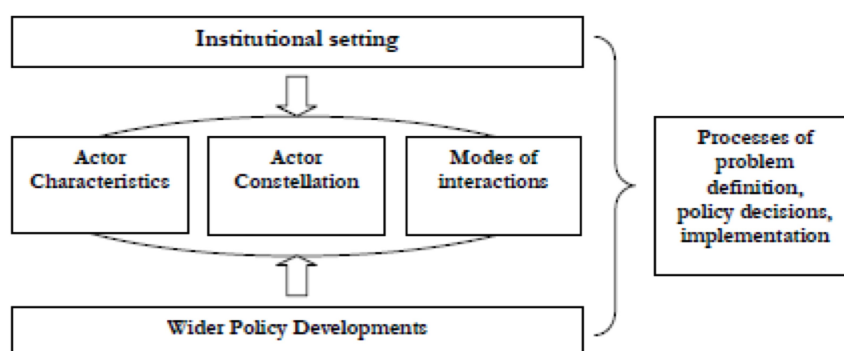 Institutional setting
Actor
Characteristics
Actor
Constellation
Modes of
interactions
Processes of
problem
definition,
policy decisions,
implementation
Wider Policy Developments